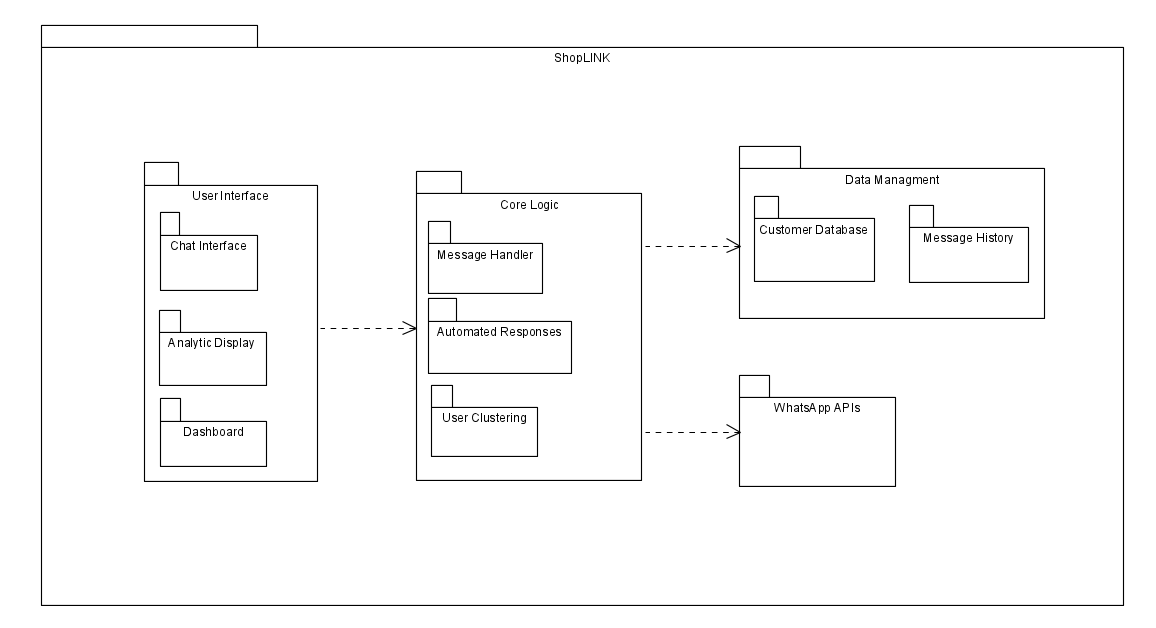 ShopLINK
User Interface
Chat Interface
Analytic Display
Dashboard
Core Logic
Message Handler
Automated Responses
User Clustering
Data Managment
Customer Database
Message History
WhatsApp APIs